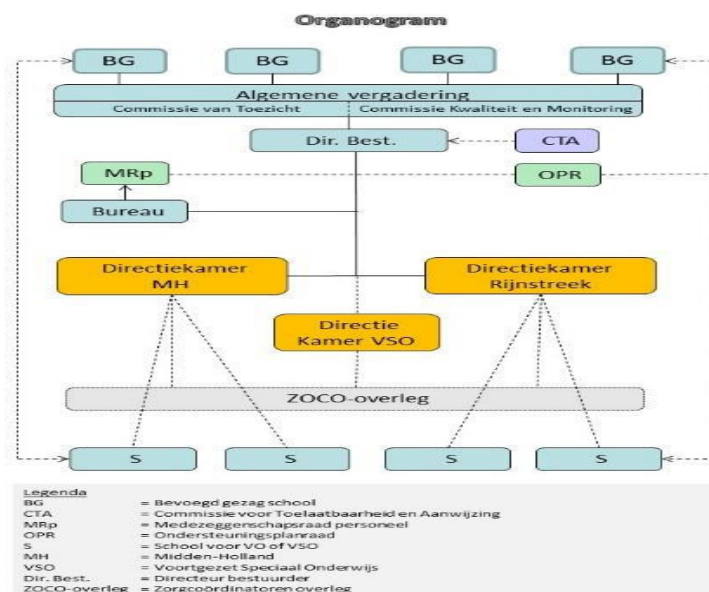 Organogram
BG BG BG BG
Algemene vergadering
Commissie van Toezicht Commissie Kwaliteit en Monitoring
Dir. Best. CTA
MRp OPR
Bureau
Directiekamer
MH
Directiekamer
Rijnstreek
Directie
Kamer VSO
ZOCO-overleg
S S S S
Legenda
BG = Bevoegd gezag school
CTA = Commissie voor Toelaatbaarheid en Aanwijzing
MRp = Medezeggenschapsraad personeel
OPR = Ondersteuningsplanraad
S = School voor VO of VSO
MH = Midden-Holland
VSO = Voortgezet Speciaal Onderwijs
Dir. Best. = Directeur bestuurder
ZOCO-overleg = Zorgcoördinatoren overleg